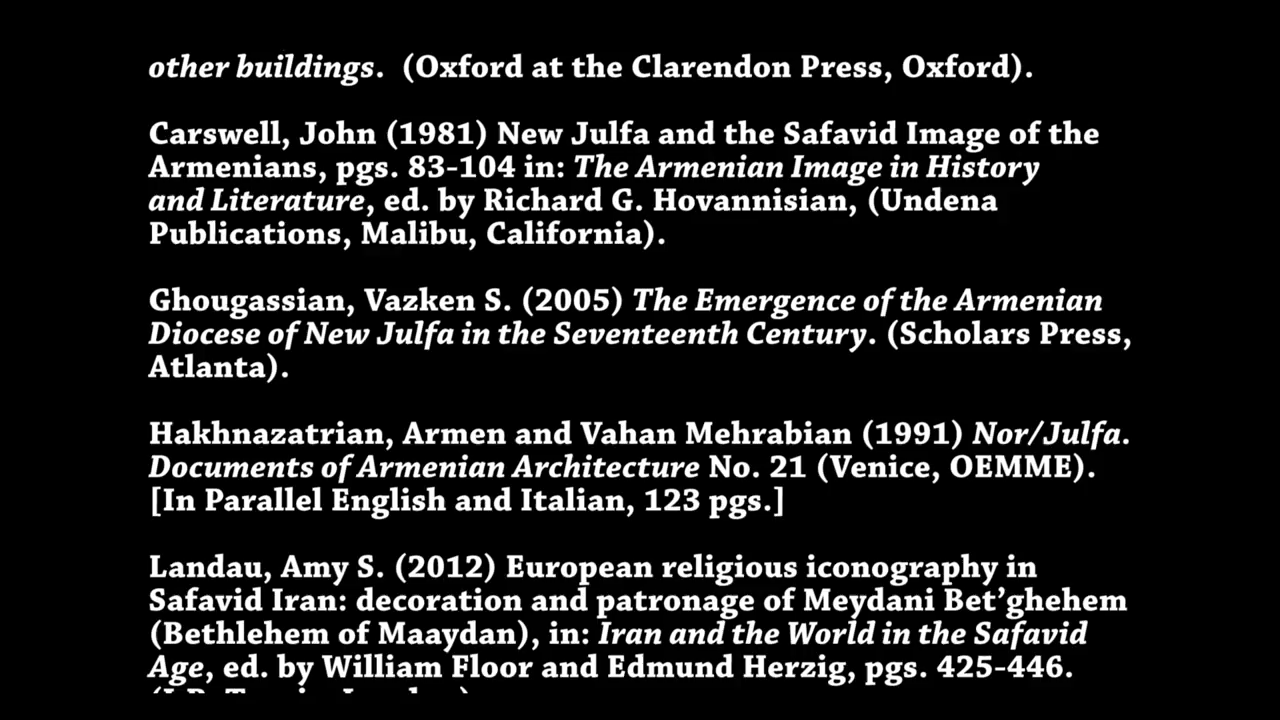 other buildings.  (Oxford at the Clarendon Press, Oxford).
Carswell, John (1981) New Julfa and the Safavid Image of the
Armenians, pgs. 83-104 in: The Armenian Image in History
and Literature, ed. by Richard G. Hovannisian, (Undena
Publications, Malibu, California).
Ghougassian, Vazken S. (2005) The Emergence of the Armenian
Diocese of New Julfa in the Seventeenth Century. (Scholars Press,
Atlanta).
Hakhnazatrian, Armen and Vahan Mehrabian (1991) Nor/Julfa.
Documents of Armenian Architecture No. 21 (Venice, OEMME).
[In Parallel English and Italian, 123 pgs.]
Landau, Amy S. (2012) European religious iconography in
Safavid Iran: decoration and patronage of Meydani Bet’ghehem
(Bethlehem of Maaydan), in: Iran and the World in the Safavid
Age, ed. by William Floor and Edmund Herzig, pgs. 425-446.